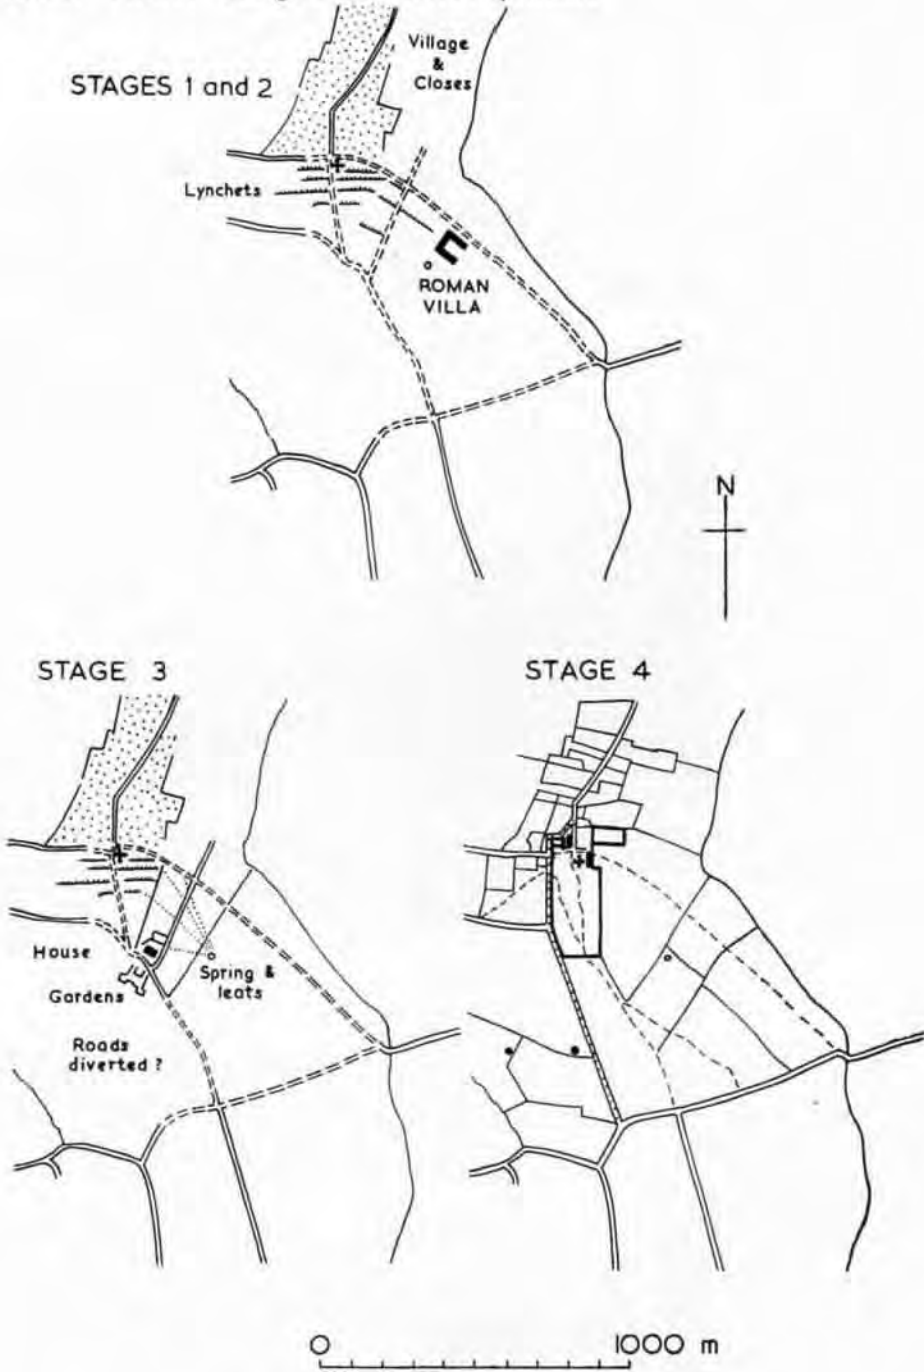 STAGES 1 and 2
Village
&
Closes
Lynchets
ROMAN
VILLA
N
STAGE 3
STAGE 4
House
Gardens
Spring &
leats
Roads
diverted ?
0 1000 m